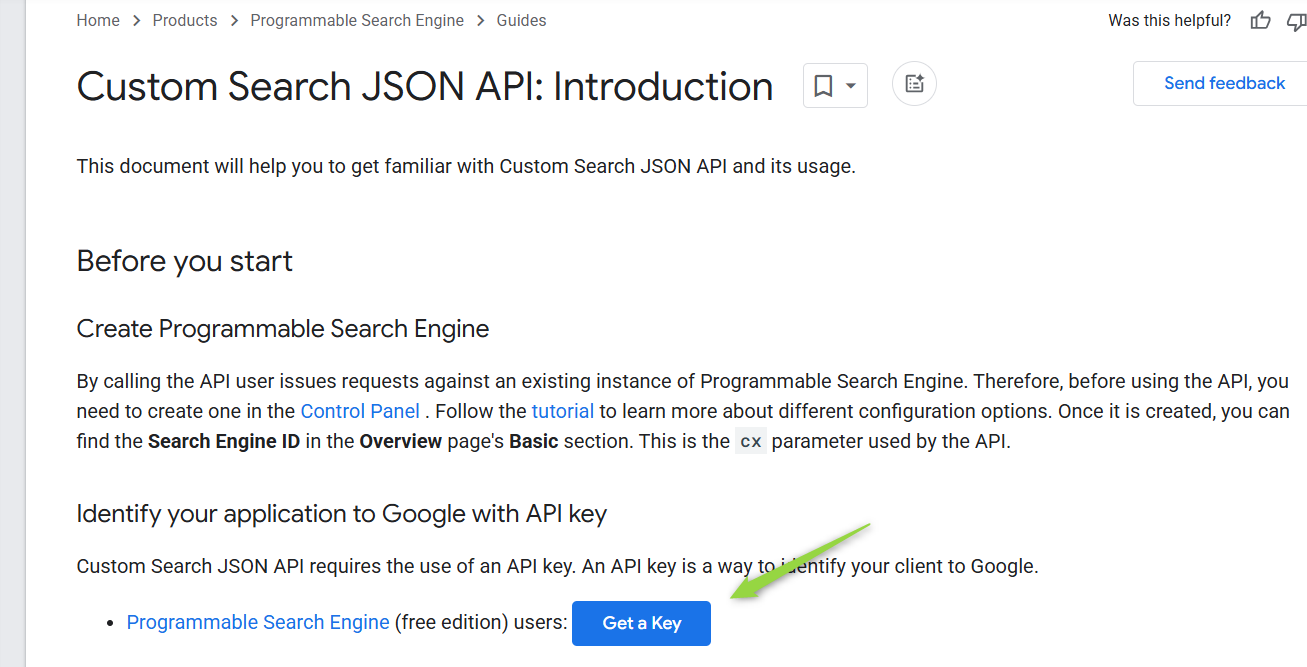 Home > Products > Programmable Search Engine > Guides
Was this helpful?
Custom Search JSON API: Introduction
Send feedback
This document will help you to get familiar with Custom Search JSON API and its usage.
Before you start
Create Programmable Search Engine
By calling the API user issues requests against an existing instance of Programmable Search Engine. Therefore, before using the API, you
need to create one in the Control Panel . Follow the tutorial to learn more about different configuration options. Once it is created, you can
find the Search Engine ID in the Overview page's Basic section. This is the cx parameter used by the API.
Identify your application to Google with API key
Custom Search JSON API requires the use of an API key. An API key is a way to identify your client to Google.
• Programmable Search Engine (free edition) users: Get a Key